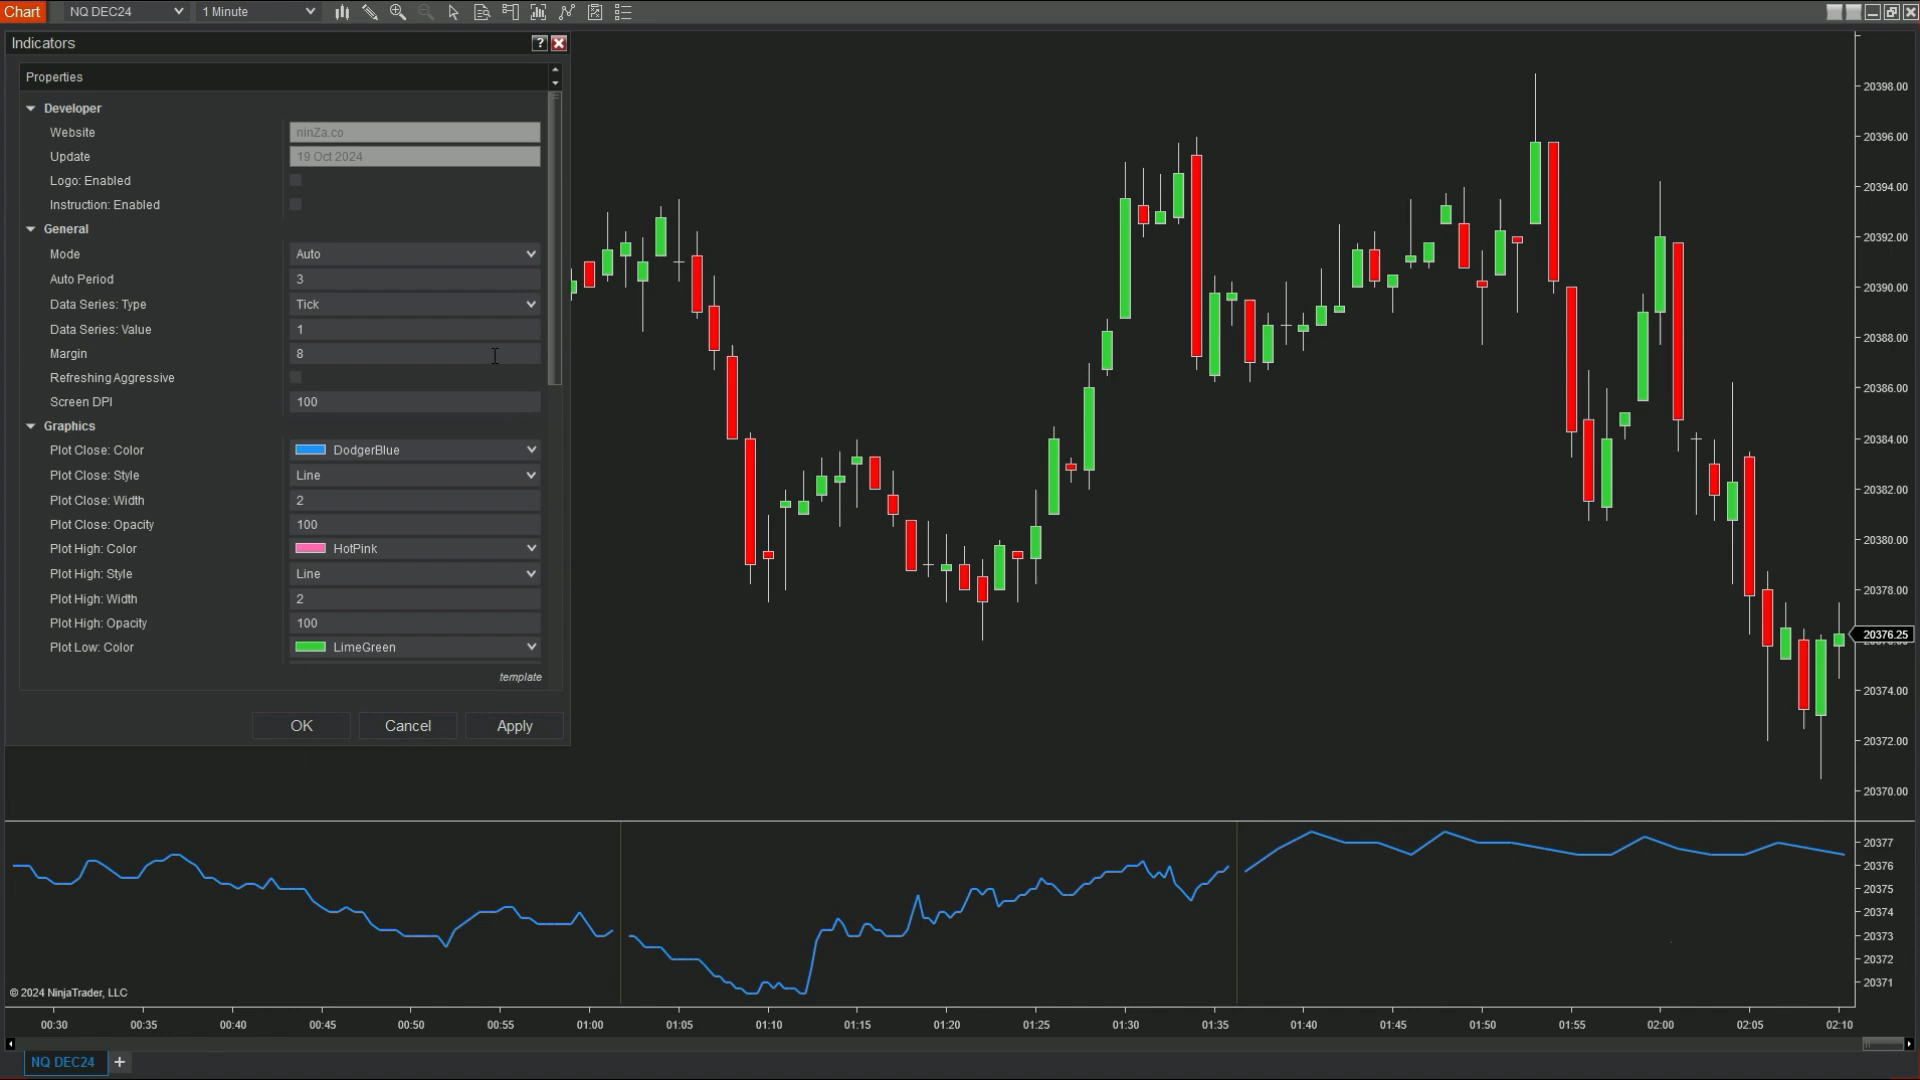 Chart NQ DEC24 1 Minute
Indicators ?
Properties
Developer
Website ninZa.co
Update 19 Oct 2024
Logo: Enabled
Instruction: Enabled
General
Mode Auto
Auto Period 3
Data Series: Type Tick
Data Series: Value 1
Margin 8
Refreshing Aggressive
Screen DPI 100
Graphics
Plot Close: Color DodgerBlue
Plot Close: Style Line
Plot Close: Width 2
Plot Close: Opacity 100
Plot High: Color HotPink
Plot High: Style Line
Plot High: Width 2
Plot High: Opacity 100
Plot Low: Color LimeGreen
template
OK Cancel Apply
20398.00
20396.00
20394.00
20392.00
20390.00
20388.00
20386.00
20384.00
20382.00
20380.00
20378.00
20376.25
20374.00
20372.00
20370.00
20377
20376
20375
20374
20373
20372
20371
© 2024 NinjaTrader, LLC
00:30 00:35 00:40 00:45 00:50 00:55 01:00 01:05 01:10 01:15 01:20 01:25 01:30 01:35 01:40 01:45 01:50 01:55 02:00 02:05 02:10
NQ DEC24 +